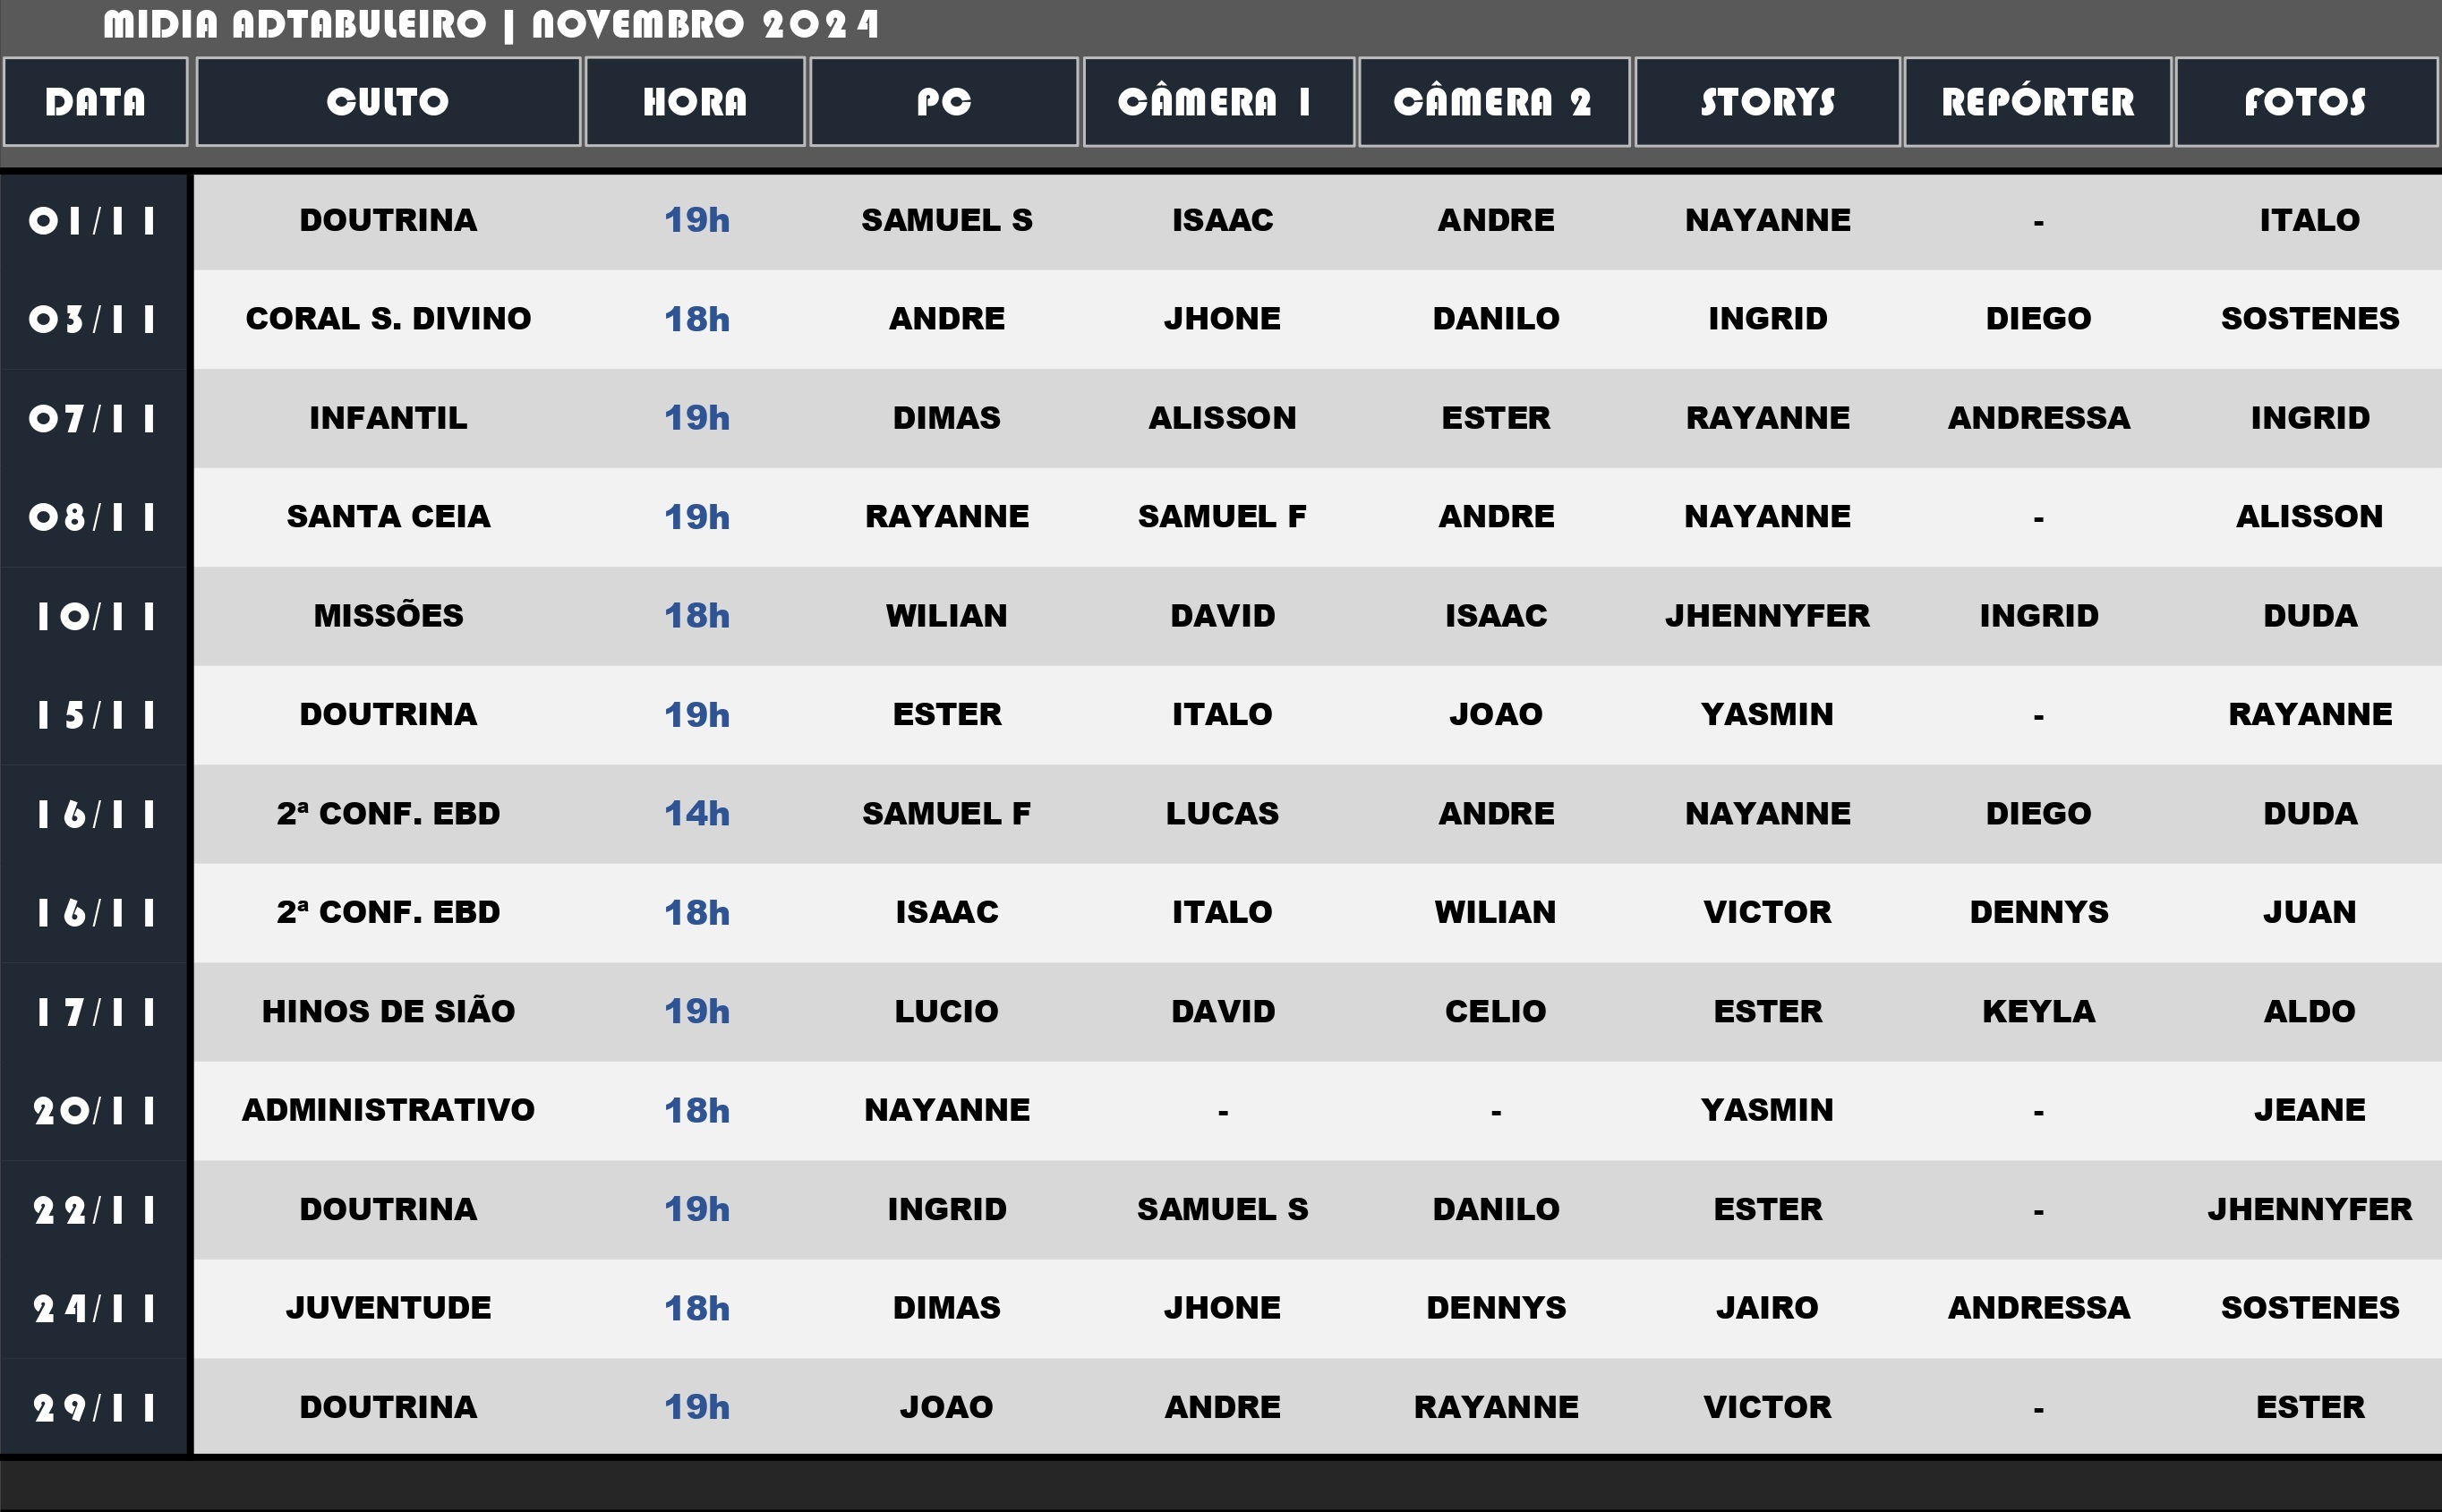 MIDIA ADTABULEIRO | NOVEMBRO 2024
DATA CULTO HORA PC CÂMERA 1 CÂMERA 2 STORYS REPÓRTER FOTOS
01/11 DOUTRINA 19h SAMUEL S ISAAC ANDRE NAYANNE - ITALO
03/11 CORAL S. DIVINO 18h ANDRE JHONE DANILO INGRID DIEGO SOSTENES
07/11 INFANTIL 19h DIMAS ALISSON ESTER RAYANNE ANDRESSA INGRID
08/11 SANTA CEIA 19h RAYANNE SAMUEL F ANDRE NAYANNE - ALISSON
10/11 MISSÕES 18h WILIAN DAVID ISAAC JHENNYFER INGRID DUDA
15/11 DOUTRINA 19h ESTER ITALO JOAO YASMIN - RAYANNE
16/11 2ª CONF. EBD 14h SAMUEL F LUCAS ANDRE NAYANNE DIEGO DUDA
16/11 2ª CONF. EBD 18h ISAAC ITALO WILIAN VICTOR DENNYS JUAN
17/11 HINOS DE SIÃO 19h LUCIO DAVID CELIO ESTER KEYLA ALDO
20/11 ADMINISTRATIVO 18h NAYANNE - - YASMIN - JEANE
22/11 DOUTRINA 19h INGRID SAMUEL S DANILO ESTER - JHENNYFER
24/11 JUVENTUDE 18h DIMAS JHONE DENNYS JAIRO ANDRESSA SOSTENES
29/11 DOUTRINA 19h JOAO ANDRE RAYANNE VICTOR - ESTER